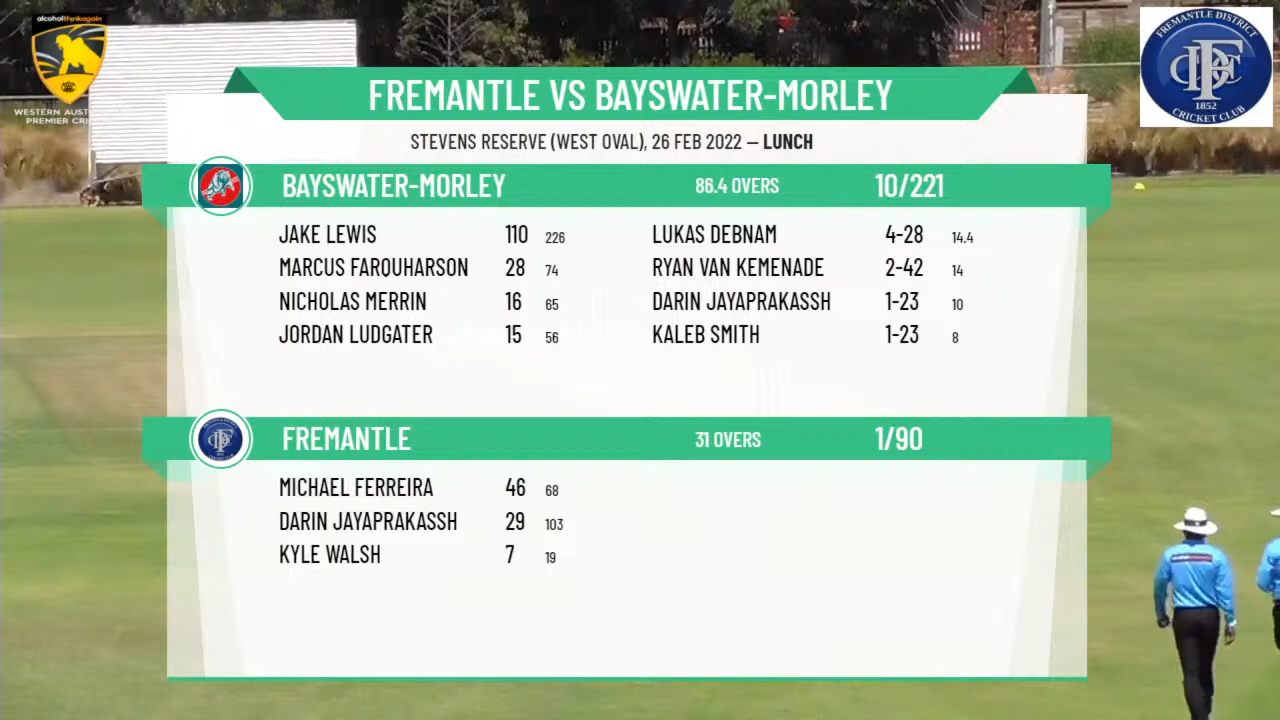 alcoholthinkagain
WESTERN AUST
PREMIER CRI
FREMANTLE DISTRICT
1852
CRICKET CLUB
FREMANTLE VS BAYSWATER-MORLEY
STEVENS RESERVE (WEST OVAL), 26 FEB 2022 – LUNCH
BAYSWATER-MORLEY 86.4 OVERS 10/221
JAKE LEWIS 110 226 LUKAS DEBNAM 4-28 14.4
MARCUS FARQUHARSON 28 74 RYAN VAN KEMENADE 2-42 14
NICHOLAS MERRIN 16 65 DARIN JAYAPRAKASSH 1-23 10
JORDAN LUDGATER 15 56 KALEB SMITH 1-23 8
FREMANTLE 31 OVERS 1/90
MICHAEL FERREIRA 46 68
DARIN JAYAPRAKASSH 29 103
KYLE WALSH 7 19